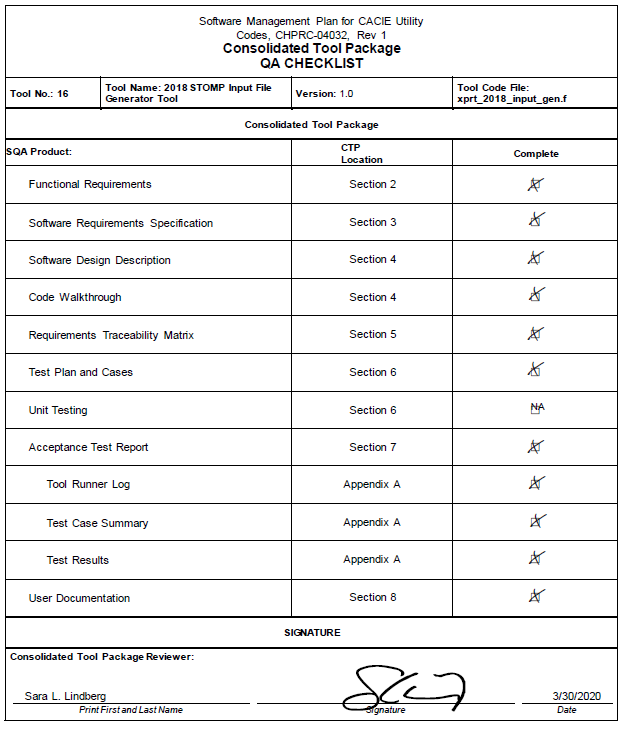 Software Management Plan for CACIE Utility
Codes, CHPRC-04032, Rev 1
Consolidated Tool Package
QA CHECKLIST
Tool No.: 16
Tool Name: 2018 STOMP Input File
Generator Tool
Version: 1.0
Tool Code File:
xprt_2018_input_gen.f
Consolidated Tool Package
SQA Product:
CTP
Location
Complete
Functional Requirements Section 2
Software Requirements Specification Section 3
Software Design Description Section 4
Code Walkthrough Section 4
Requirements Traceability Matrix Section 5
Test Plan and Cases Section 6
Unit Testing Section 6 NA
Acceptance Test Report Section 7
Tool Runner Log Appendix A
Test Case Summary Appendix A
Test Results Appendix A
User Documentation Section 8
SIGNATURE
Consolidated Tool Package Reviewer:
Sara L. Lindberg 3/30/2020
Print First and Last Name Signature Date